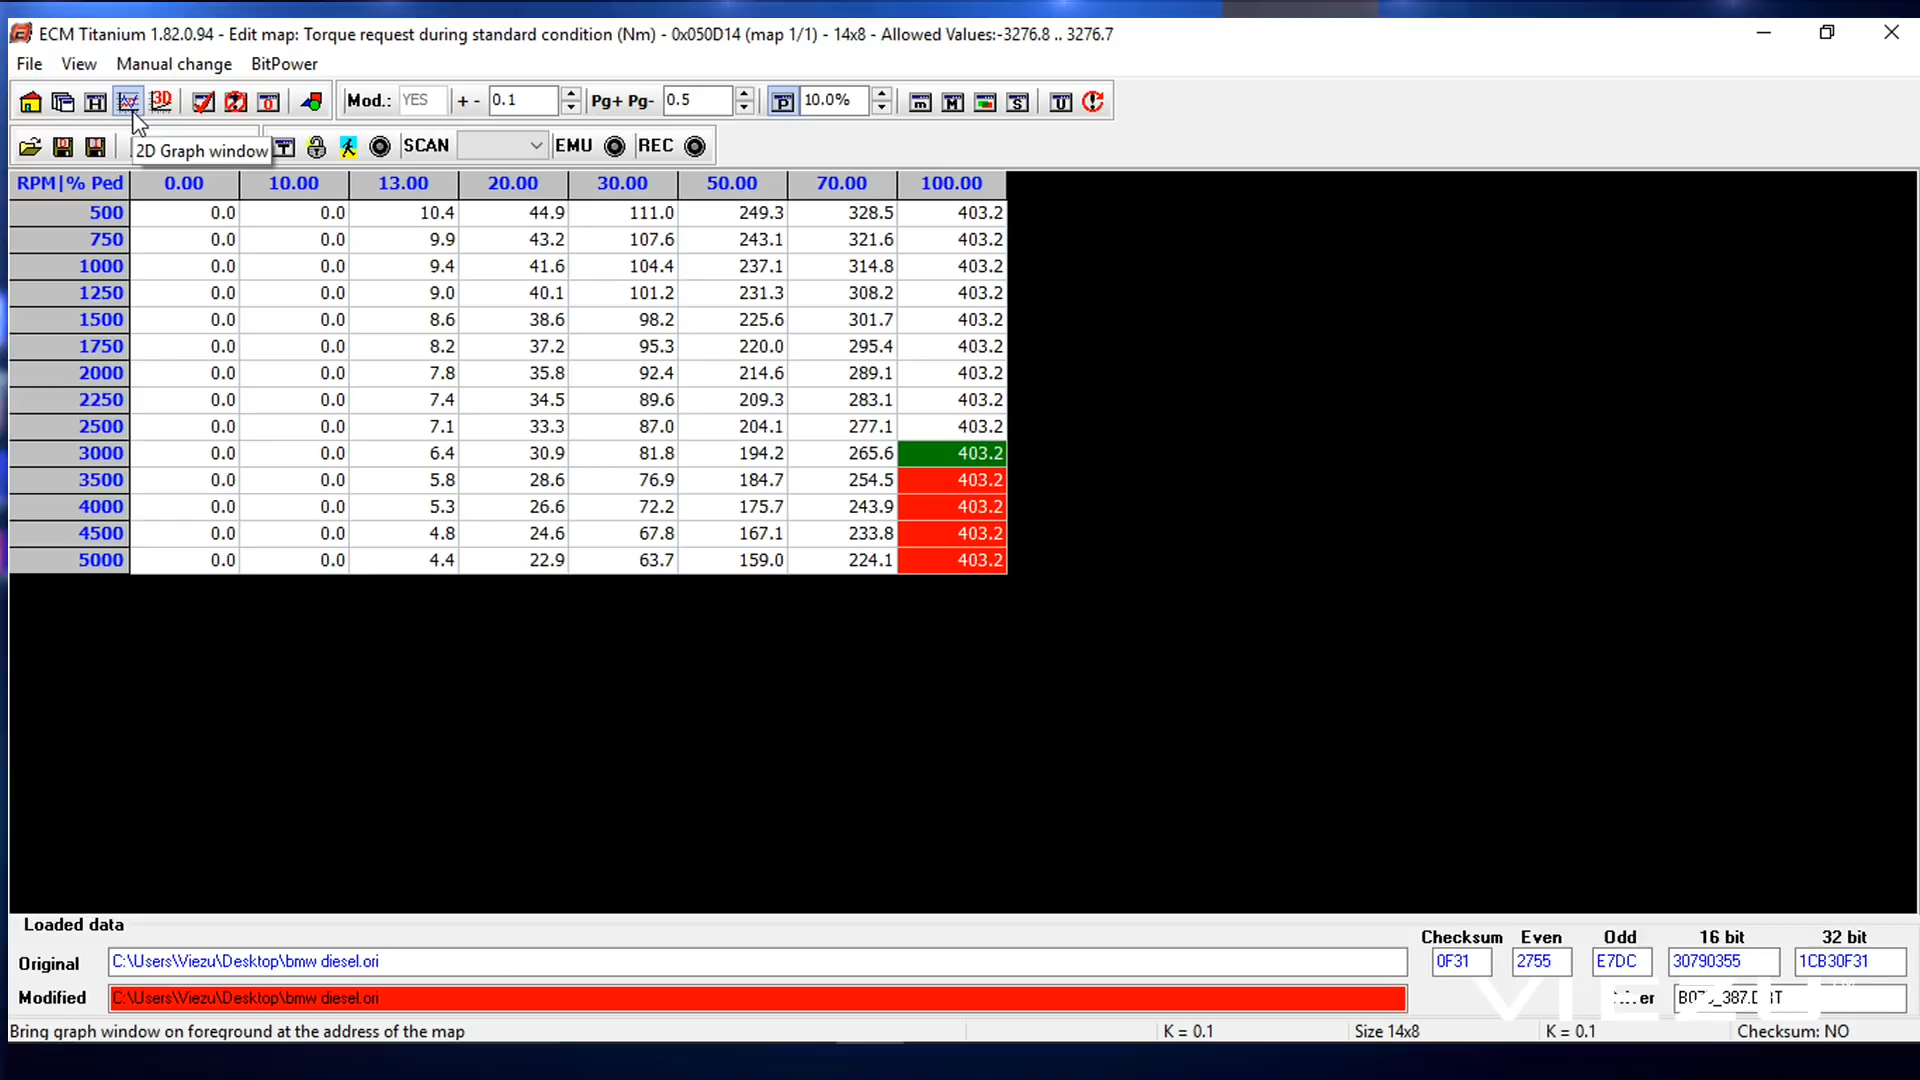 ECM Titanium 1.82.0.94 - Edit map: Torque request during standard condition (Nm) - 0x050D14 (map 1/1) - 14x8 - Allowed Values:-3276.8 .. 3276.7
File View Manual change BitPower
3D Mod.: YES + - 0.1 Pg+ Pg- 0.5 P 10.0% m M S U
2D Graph window T SCAN EMU REC
RPM|% Ped 0.00 10.00 13.00 20.00 30.00 50.00 70.00 100.00
500 0.0 0.0 10.4 44.9 111.0 249.3 328.5 403.2
750 0.0 0.0 9.9 43.2 107.6 243.1 321.6 403.2
1000 0.0 0.0 9.4 41.6 104.4 237.1 314.8 403.2
1250 0.0 0.0 9.0 40.1 101.2 231.3 308.2 403.2
1500 0.0 0.0 8.6 38.6 98.2 225.6 301.7 403.2
1750 0.0 0.0 8.2 37.2 95.3 220.0 295.4 403.2
2000 0.0 0.0 7.8 35.8 92.4 214.6 289.1 403.2
2250 0.0 0.0 7.4 34.5 89.6 209.3 283.1 403.2
2500 0.0 0.0 7.1 33.3 87.0 204.1 277.1 403.2
3000 0.0 0.0 6.4 30.9 81.8 194.2 265.6 403.2
3500 0.0 0.0 5.8 28.6 76.9 184.7 254.5 403.2
4000 0.0 0.0 5.3 26.6 72.2 175.7 243.9 403.2
4500 0.0 0.0 4.8 24.6 67.8 167.1 233.8 403.2
5000 0.0 0.0 4.4 22.9 63.7 159.0 224.1 403.2
Loaded data
Checksum Even Odd 16 bit 32 bit
Original C:\Users\Viezu\Desktop\bmw diesel.ori 0F31 2755 E7DC 30790355 1CB30F31
Modified C:\Users\Viezu\Desktop\bmw diesel.ori
VIEZU
Bring graph window on foreground at the address of the map K = 0.1 Size 14x8 K = 0.1 Checksum: NO